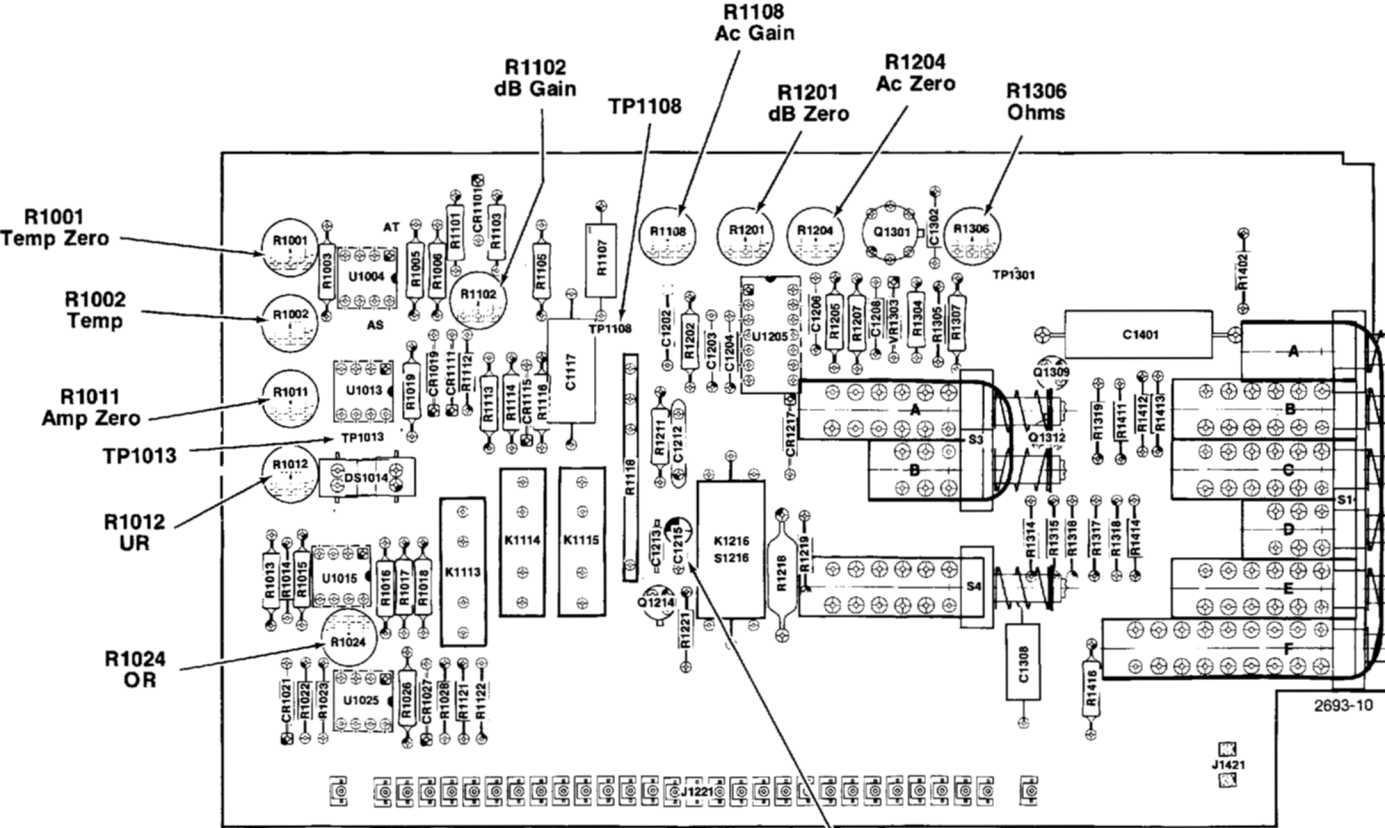 R1108
Ac Gain
R1102
dB Gain
TP1108
R1201
dB Zero
R1204
Ac Zero
R1306
Ohms
R1001
Temp Zero
R1002
Temp
R1011
Amp Zero
TP1013
R1012
UR
R1024
OR
R1001
R1003
U1004
AT
AS
R1005
R1006
R1101
CR1101
R1103
R1102
R1105
R1107
TP1108
R1108
R1201
R1204
Q1301
C1302
R1306
TP1301
R1402
R1002
C1202
R1202
C1203
C1204
U1205
C1206
R1205
R1207
C1208
VR1303
R1304
R1305
R1307
C1401
A
R1011
U1013
R1019
CR1019
CR1111
R1112
R1113
R1114
CR1115
R1116
C1117
R1118
R1211
C1212
CR1217
A
S3
B
Q1309
Q1312
R1319
R1411
R1412
R1413
B
C
S1
D
E
F
TP1013
R1012
DS1014
K1113
K1114
K1115
C1213
C1215
K1216
S1216
R1218
R1219
S4
R1314
R1315
R1316
R1317
R1318
R1414
R1013
R1014
R1015
U1015
R1016
R1017
R1018
R1024
Q1214
R1221
C1308
R1416
CR1021
R1022
R1023
U1025
R1026
CR1027
R1028
R1121
R1122
2693-10
J1421
J1221